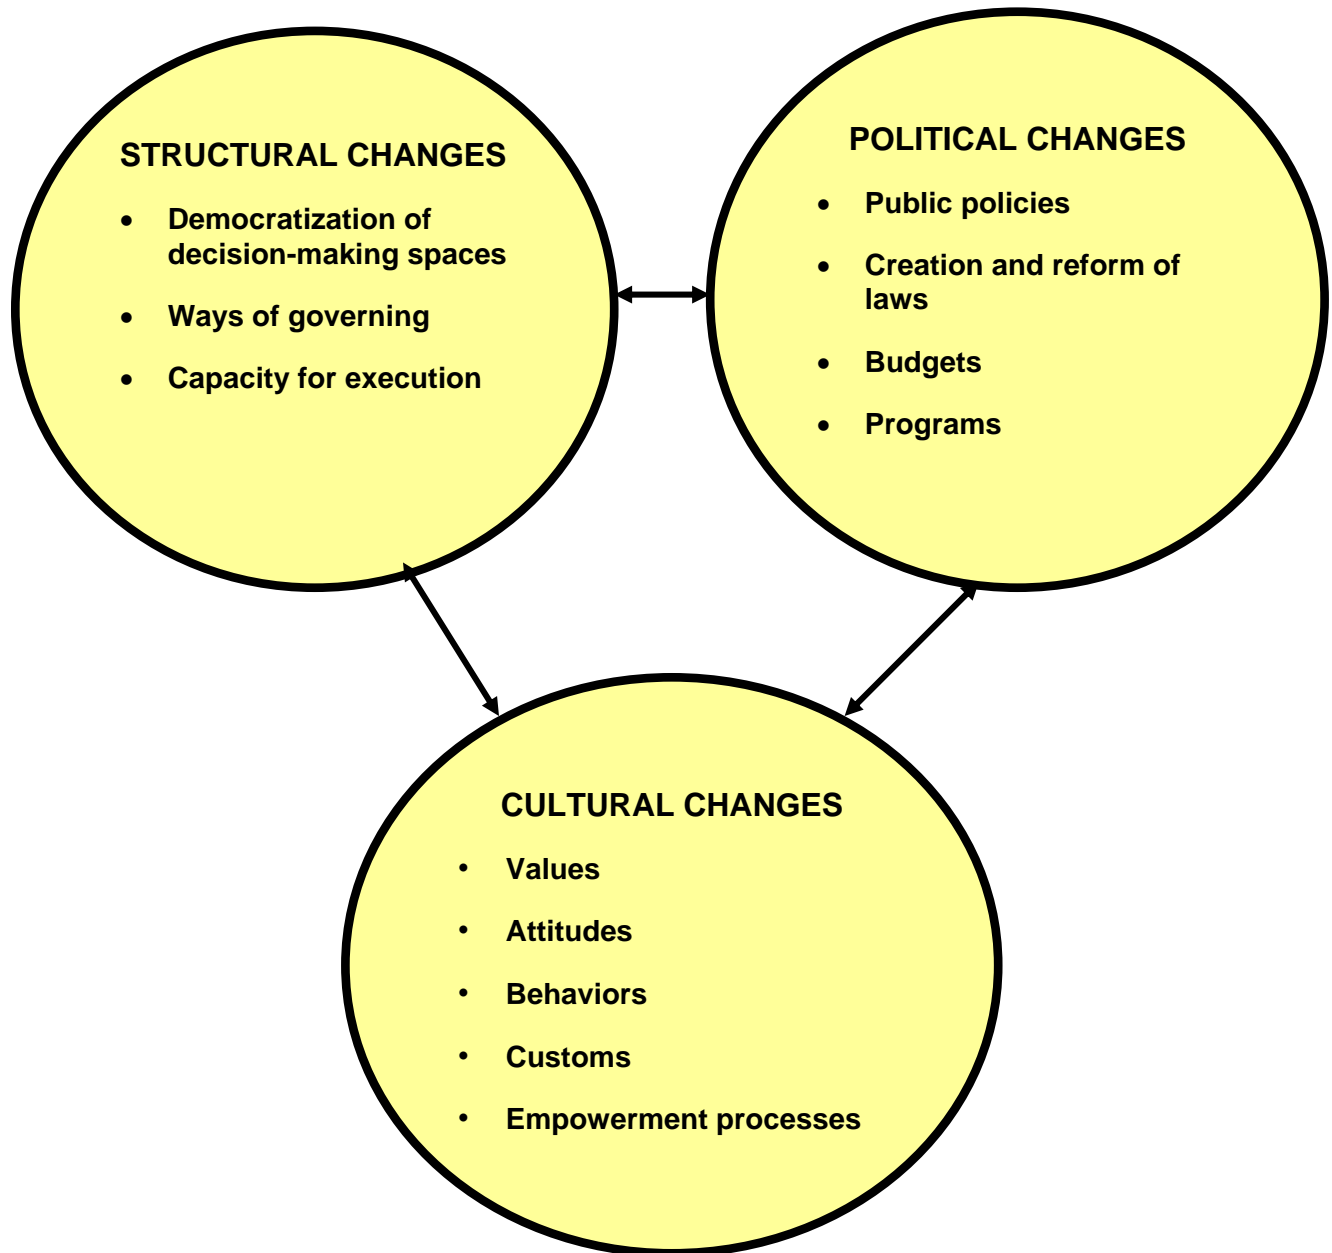 STRUCTURAL CHANGES
• Democratization of
decision-making spaces
• Ways of governing
• Capacity for execution
POLITICAL CHANGES
• Public policies
• Creation and reform of
laws
• Budgets
• Programs
CULTURAL CHANGES
• Values
• Attitudes
• Behaviors
• Customs
• Empowerment processes